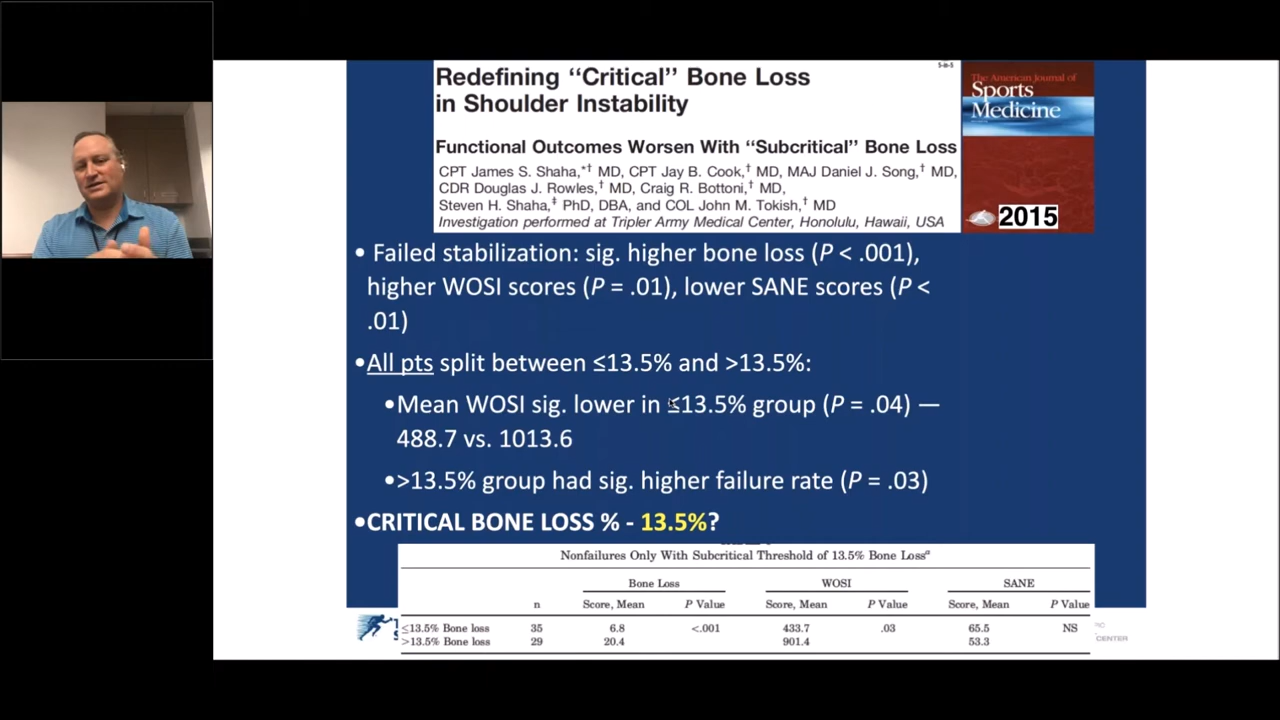 Redefining “Critical” Bone Loss
in Shoulder Instability
Functional Outcomes Worsen With “Subcritical” Bone Loss
CPT James S. Shaha,*† MD, CPT Jay B. Cook,† MD, MAJ Daniel J. Song,† MD,
CDR Douglas J. Rowles,† MD, Craig R. Bottoni,† MD,
Steven H. Shaha,‡ PhD, DBA, and COL John M. Tokish,† MD
Investigation performed at Tripler Army Medical Center, Honolulu, Hawaii, USA
5-in-5
The American Journal of
Sports
Medicine
2015
• Failed stabilization: sig. higher bone loss (P < .001),
higher WOSI scores (P = .01), lower SANE scores (P <
.01)
•All pts split between ≤13.5% and >13.5%:
•Mean WOSI sig. lower in ≤13.5% group (P = .04) —
488.7 vs. 1013.6
•>13.5% group had sig. higher failure rate (P = .03)
•CRITICAL BONE LOSS % - 13.5%?
Nonfailures Only With Subcritical Threshold of 13.5% Bone Lossᵃ
Bone Loss WOSI SANE
n Score, Mean P Value Score, Mean P Value Score, Mean P Value
≤13.5% Bone loss 35 6.8 <.001 433.7 .03 65.5 NS
>13.5% Bone loss 29 20.4 901.4 53.3
CENTER